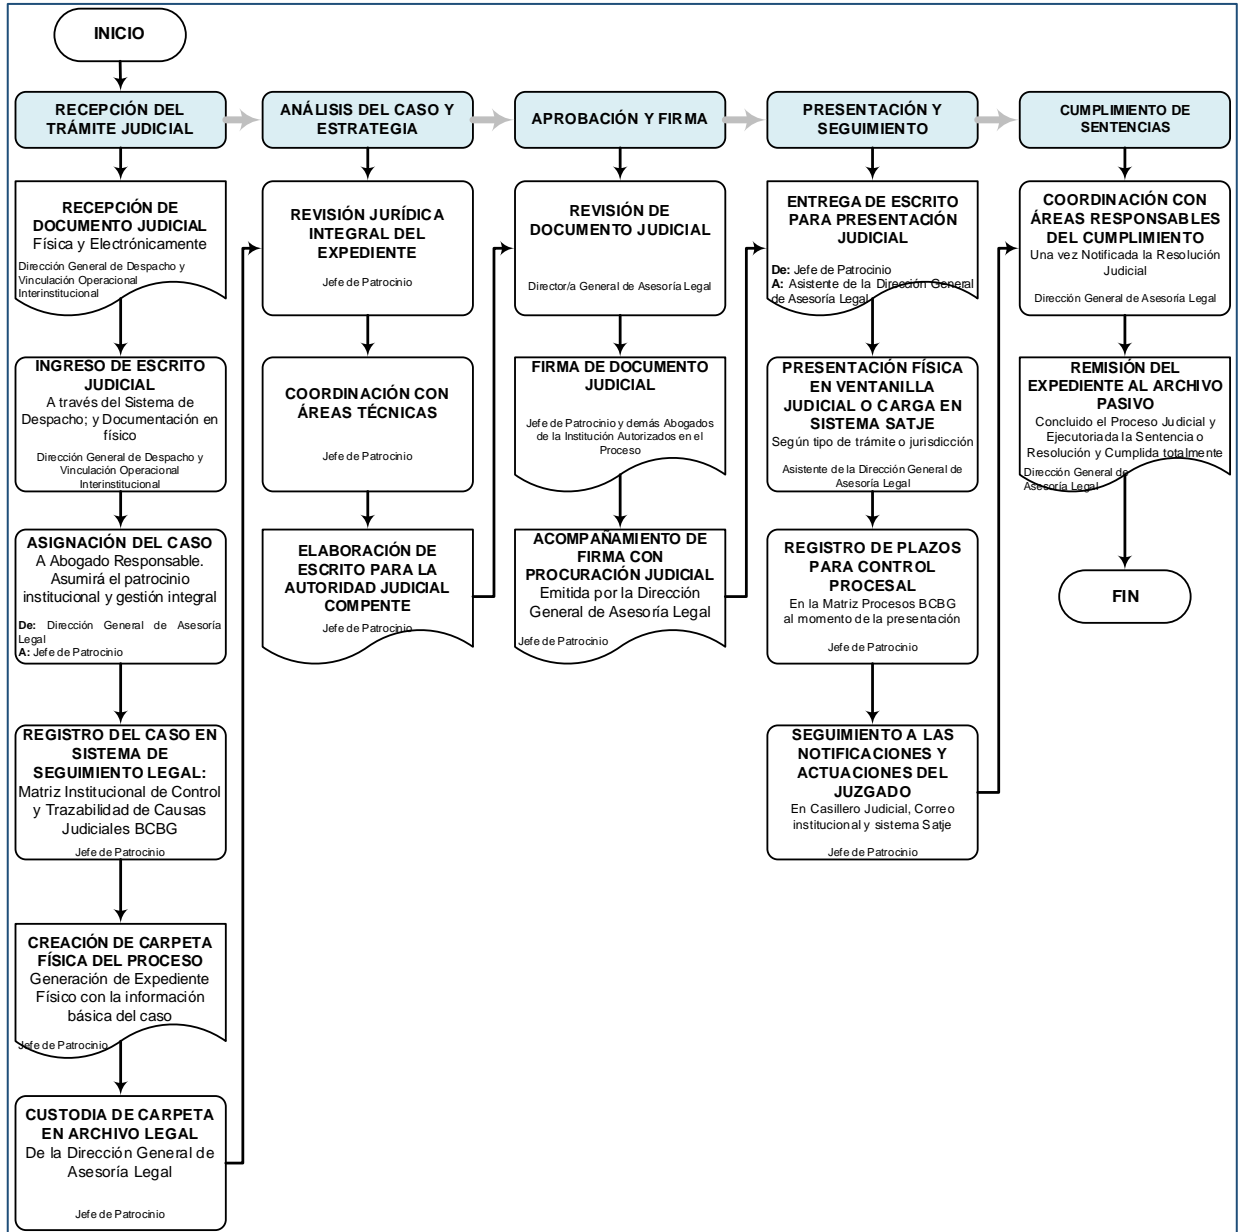 INICIO
RECEPCIÓN DEL
TRÁMITE JUDICIAL
RECEPCIÓN DE
DOCUMENTO JUDICIAL
Física y Electrónicamente
Dirección General de Despacho y
Vinculación Operacional
Interinstitucional
INGRESO DE ESCRITO
JUDICIAL
A través del Sistema de
Despacho; y Documentación en
físico
Dirección General de Despacho y
Vinculación Operacional
Interinstitucional
ASIGNACIÓN DEL CASO
A Abogado Responsable.
Asumirá el patrocinio
institucional y gestión integral
De: Dirección General de Asesoría
Legal
A: Jefe de Patrocinio
REGISTRO DEL CASO EN
SISTEMA DE
SEGUIMIENTO LEGAL:
Matriz Institucional de Control
y Trazabilidad de Causas
Judiciales BCBG
Jefe de Patrocinio
CREACIÓN DE CARPETA
FÍSICA DEL PROCESO
Generación de Expediente
Físico con la información
básica del caso
Jefe de Patrocinio
CUSTODIA DE CARPETA
EN ARCHIVO LEGAL
De la Dirección General de
Asesoría Legal
Jefe de Patrocinio
ANÁLISIS DEL CASO Y
ESTRATEGIA
REVISIÓN JURÍDICA
INTEGRAL DEL
EXPEDIENTE
Jefe de Patrocinio
COORDINACIÓN CON
ÁREAS TÉCNICAS
Jefe de Patrocinio
ELABORACIÓN DE
ESCRITO PARA LA
AUTORIDAD JUDICIAL
COMPENTE
Jefe de Patrocinio
APROBACIÓN Y FIRMA
REVISIÓN DE
DOCUMENTO JUDICIAL
Director/a General de Asesoría Legal
FIRMA DE DOCUMENTO
JUDICIAL
Jefe de Patrocinio y demás Abogados
de la Institución Autorizados en el
Proceso
ACOMPAÑAMIENTO DE
FIRMA CON
PROCURACIÓN JUDICIAL
Emitida por la Dirección
General de Asesoría Legal
Jefe de Patrocinio
PRESENTACIÓN Y
SEGUIMIENTO
ENTREGA DE ESCRITO
PARA PRESENTACIÓN
JUDICIAL
De: Jefe de Patrocinio
A: Asistente de la Dirección General
de Asesoría Legal
PRESENTACIÓN FÍSICA
EN VENTANILLA
JUDICIAL O CARGA EN
SISTEMA SATJE
Según tipo de trámite o jurisdicción
Asistente de la Dirección General de
Asesoría Legal
REGISTRO DE PLAZOS
PARA CONTROL
PROCESAL
En la Matriz Procesos BCBG
al momento de la presentación
Jefe de Patrocinio
SEGUIMIENTO A LAS
NOTIFICACIONES Y
ACTUACIONES DEL
JUZGADO
En Casillero Judicial, Correo
institucional y sistema Satje
Jefe de Patrocinio
CUMPLIMIENTO DE
SENTENCIAS
COORDINACIÓN CON
ÁREAS RESPONSABLES
DEL CUMPLIMIENTO
Una vez Notificada la Resolución
Judicial
Dirección General de Asesoría Legal
REMISIÓN DEL
EXPEDIENTE AL ARCHIVO
PASIVO
Concluido el Proceso Judicial y
Ejecutoriada la Sentencia o
Resolución y Cumplida totalmente
Dirección General de
Asesoría Legal
FIN